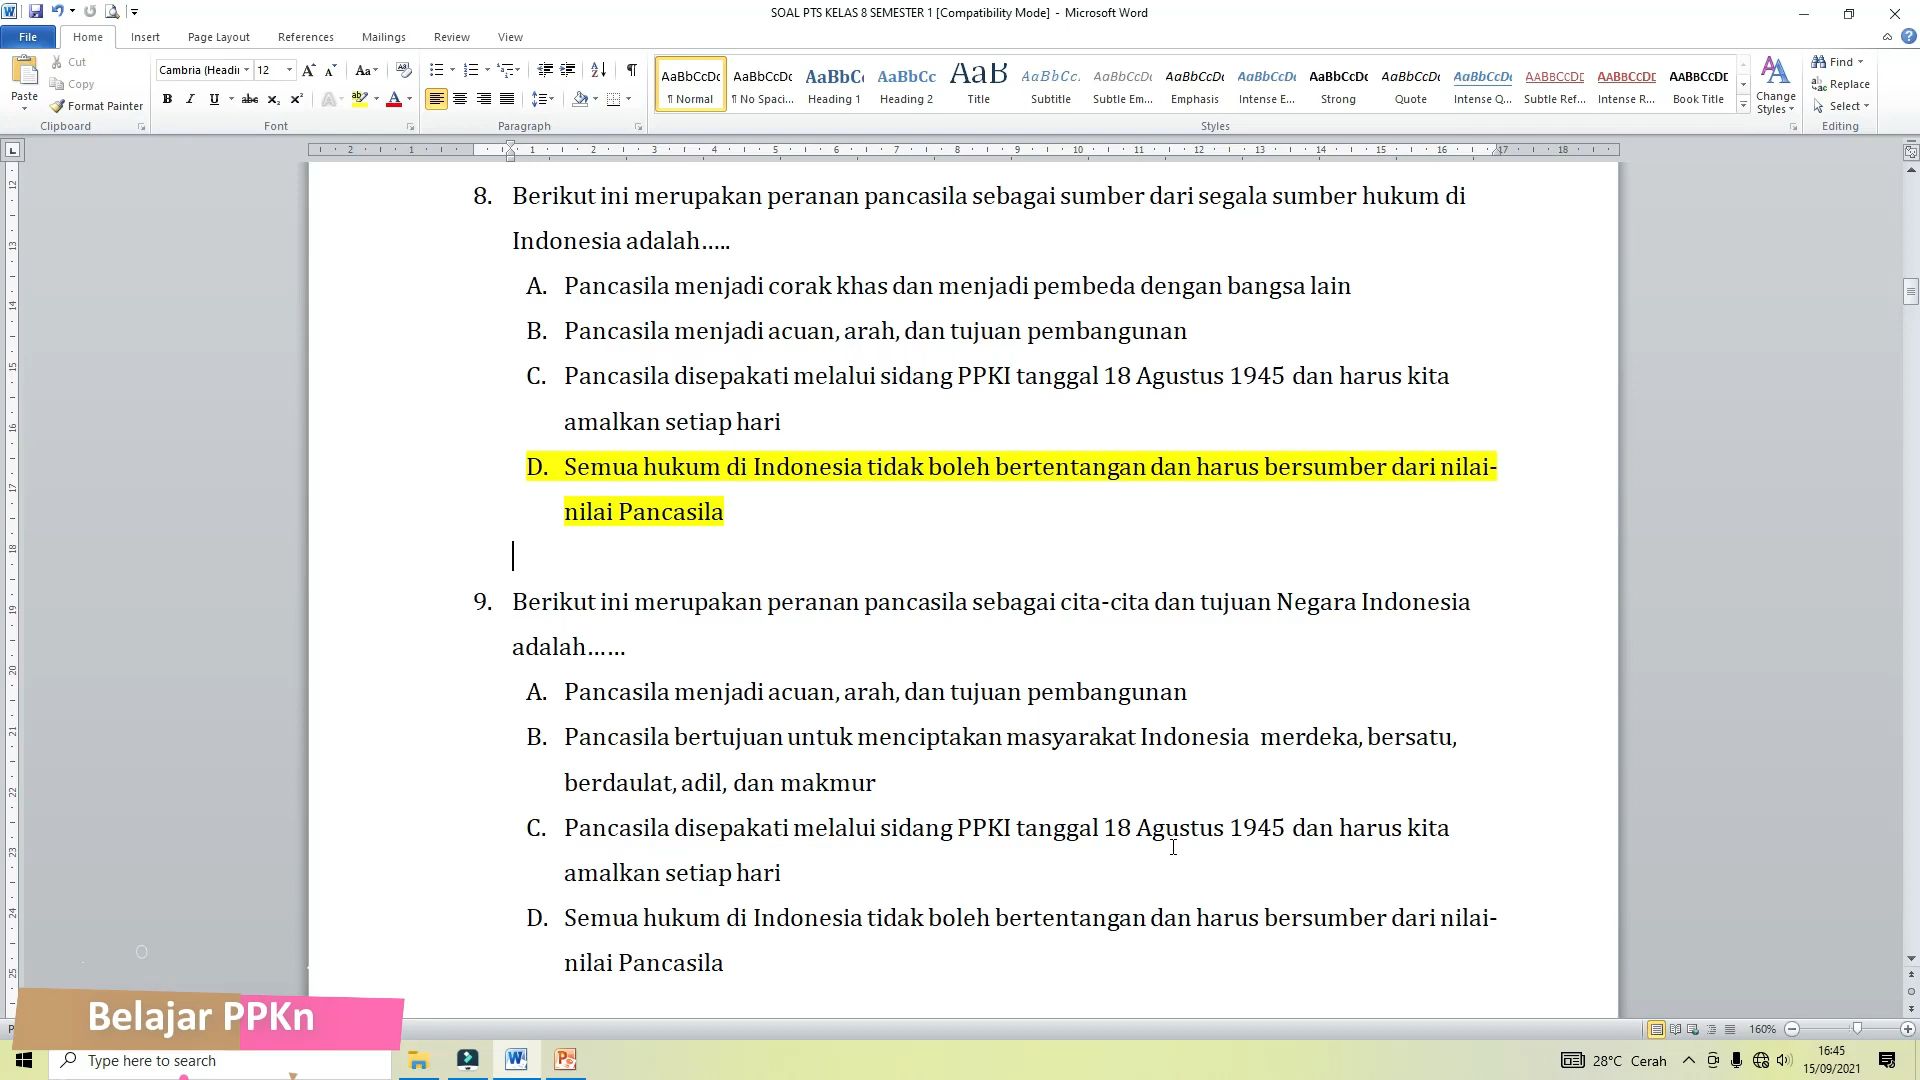 SOAL PTS KELAS 8 SEMESTER 1 [Compatibility Mode] - Microsoft Word
File Home Insert Page Layout References Mailings Review View
Paste
Cut
Copy
Format Painter
Clipboard
Cambria (Headi 12
Font
Paragraph
AaBbCcDc AaBbCcDc AaBbC AaBbCc AaB AaBbCc. AaBbCcDc AaBbCcDc AaBbCcDc AaBbCcDc AaBbCcDc AaBbCcDc AABBCCDE AABBCCDE AABBCCDE
¶ Normal ¶ No Spaci... Heading 1 Heading 2 Title Subtitle Subtle Em... Emphasis Intense E... Strong Quote Intense Q... Subtle Ref... Intense R... Book Title
Styles
Change Styles
Find
Replace
Select
Editing
8. Berikut ini merupakan peranan pancasila sebagai sumber dari segala sumber hukum di
Indonesia adalah.....
A. Pancasila menjadi corak khas dan menjadi pembeda dengan bangsa lain
B. Pancasila menjadi acuan, arah, dan tujuan pembangunan
C. Pancasila disepakati melalui sidang PPKI tanggal 18 Agustus 1945 dan harus kita
amalkan setiap hari
D. Semua hukum di Indonesia tidak boleh bertentangan dan harus bersumber dari nilai-
nilai Pancasila
9. Berikut ini merupakan peranan pancasila sebagai cita-cita dan tujuan Negara Indonesia
adalah......
A. Pancasila menjadi acuan, arah, dan tujuan pembangunan
B. Pancasila bertujuan untuk menciptakan masyarakat Indonesia merdeka, bersatu,
berdaulat, adil, dan makmur
C. Pancasila disepakati melalui sidang PPKI tanggal 18 Agustus 1945 dan harus kita
amalkan setiap hari
D. Semua hukum di Indonesia tidak boleh bertentangan dan harus bersumber dari nilai-
nilai Pancasila
Belajar PPKn
160%
Type here to search
28°C Cerah
16:45
15/09/2021